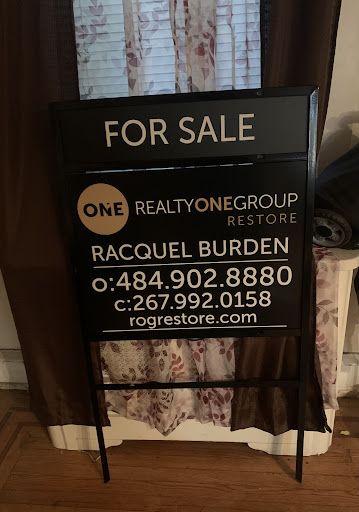 FOR SALE
ONE REALTYONEGROUP
RESTORE
RACQUEL BURDEN
o:484.902.8880
c:267.992.0158
rogrestore.com